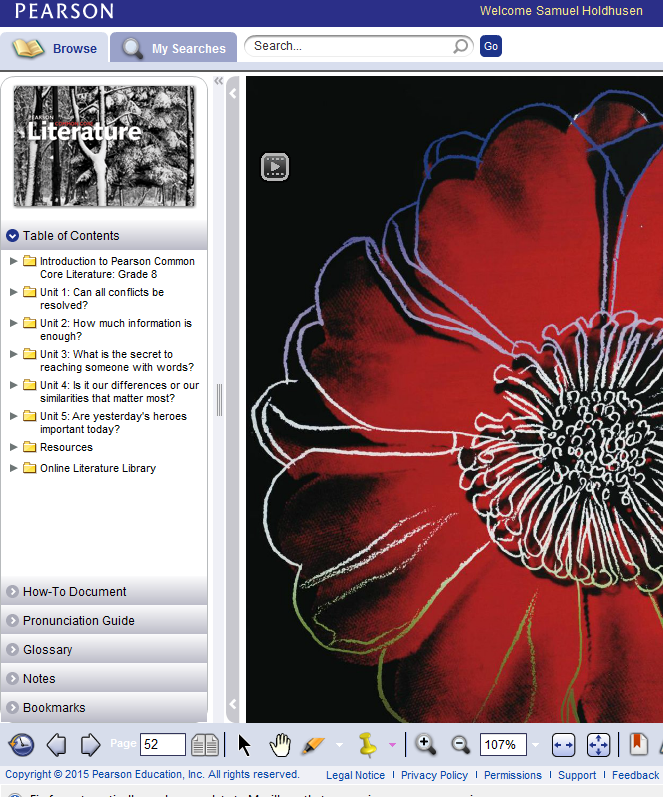 PEARSON
Welcome Samuel Holdhusen
Browse
My Searches
Search...
Go
PEARSON
Literature
Table of Contents
Introduction to Pearson Common
Core Literature: Grade 8
Unit 1: Can all conflicts be
resolved?
Unit 2: How much information is
enough?
Unit 3: What is the secret to
reaching someone with words?
Unit 4: Is it our differences or our
similarities that matter most?
Unit 5: Are yesterday's heroes
important today?
Resources
Online Literature Library
How-To Document
Pronunciation Guide
Glossary
Notes
Bookmarks
Page 52
107%
Copyright © 2015 Pearson Education, Inc. All rights reserved.
Legal Notice | Privacy Policy | Permissions | Support | Feedback